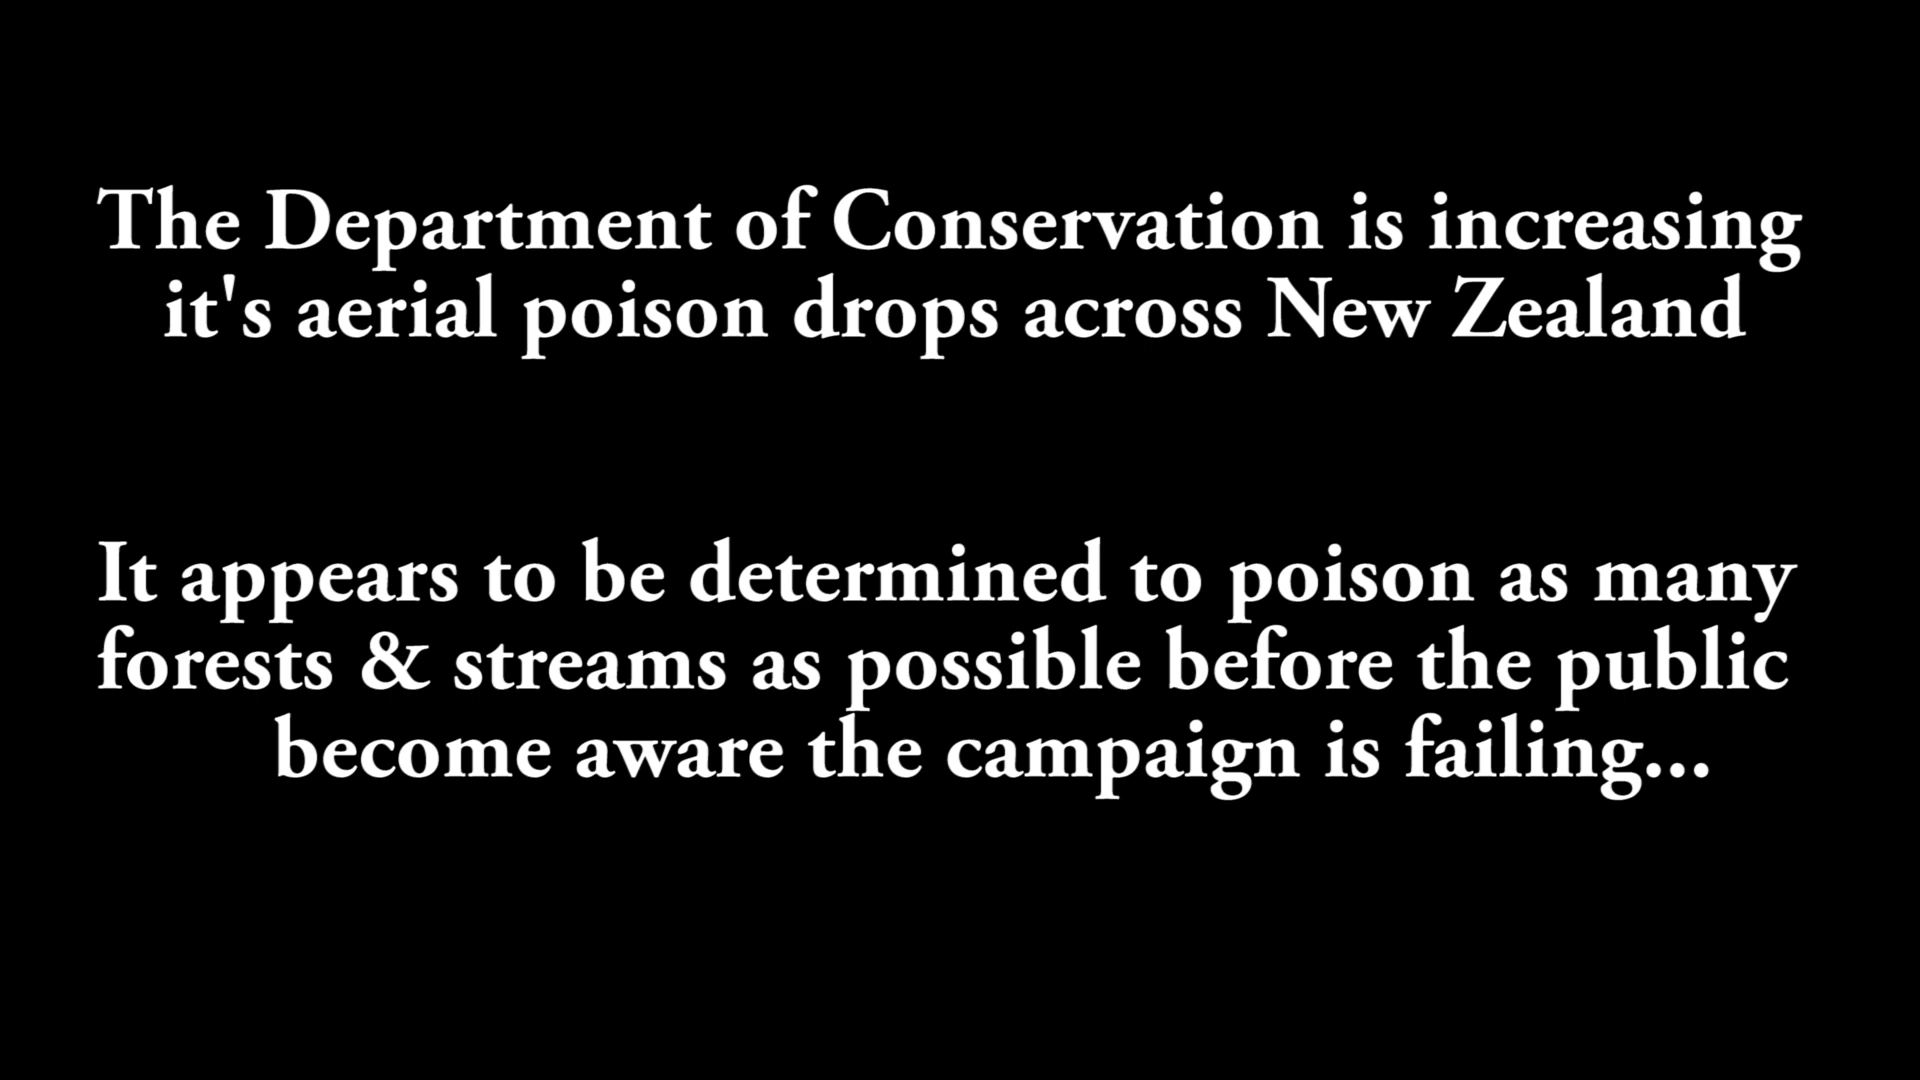 The Department of Conservation is increasing
it's aerial poison drops across New Zealand
It appears to be determined to poison as many
forests & streams as possible before the public
become aware the campaign is failing...